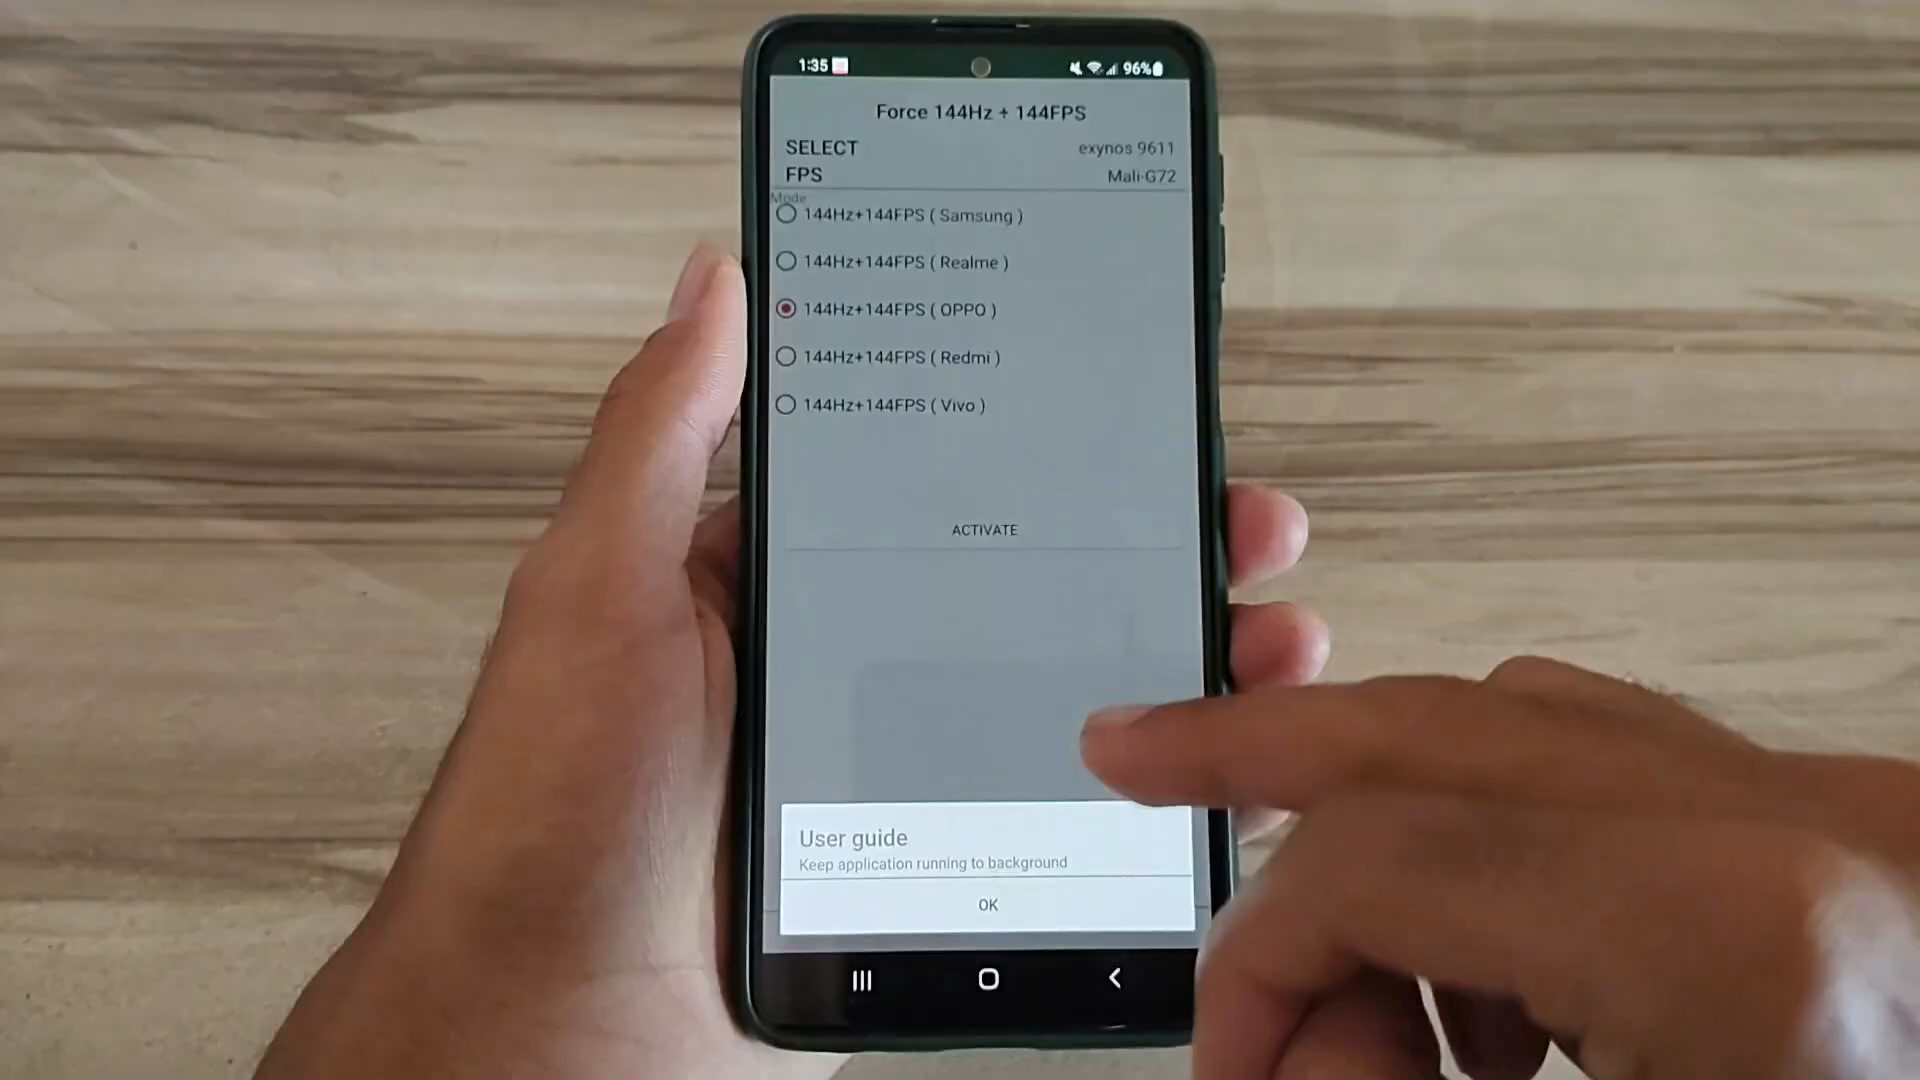 1:35
96%
Force 144Hz + 144FPS
SELECT
FPS
exynos 9611
Mali-G72
Mode
144Hz+144FPS ( Samsung )
144Hz+144FPS ( Realme )
144Hz+144FPS ( OPPO )
144Hz+144FPS ( Redmi )
144Hz+144FPS ( Vivo )
ACTIVATE
User guide
Keep application running to background
OK